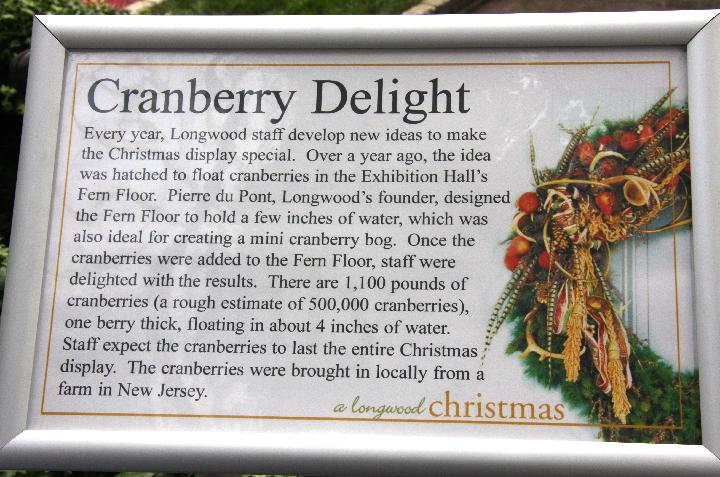 Cranberry Delight
Every year, Longwood staff develop new ideas to make
the Christmas display special. Over a year ago, the idea
was hatched to float cranberries in the Exhibition Hall's
Fern Floor. Pierre du Pont, Longwood's founder, designed
the Fern Floor to hold a few inches of water, which was
also ideal for creating a mini cranberry bog. Once the
cranberries were added to the Fern Floor, staff were
delighted with the results. There are 1,100 pounds of
cranberries (a rough estimate of 500,000 cranberries),
one berry thick, floating in about 4 inches of water.
Staff expect the cranberries to last the entire Christmas
display. The cranberries were brought in locally from a
farm in New Jersey.
a longwood christmas